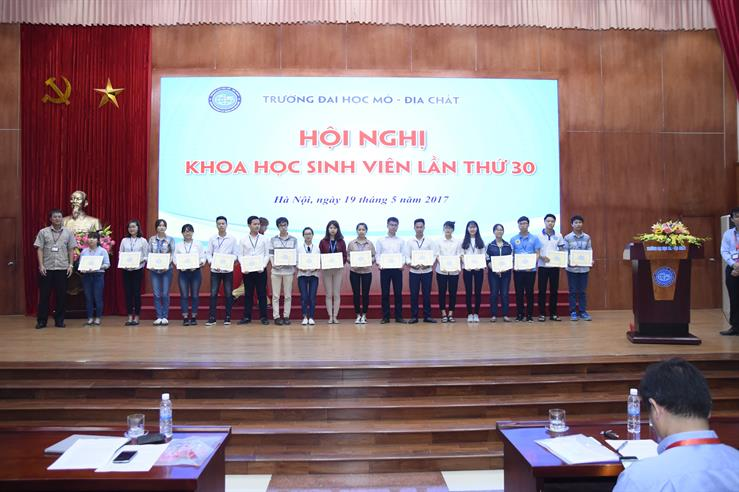 TRƯỜNG ĐẠI HỌC MỎ - ĐỊA CHẤT
HỘI NGHỊ
KHOA HỌC SINH VIÊN LẦN THỨ 30
Hà Nội, ngày 19 tháng 5 năm 2017